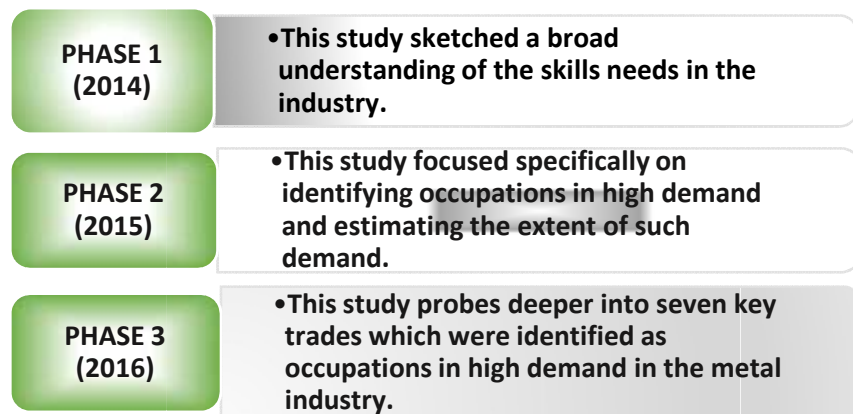 PHASE 1
(2014)
•This study sketched a broad
understanding of the skills needs in the
industry.
PHASE 2
(2015)
•This study focused specifically on
identifying occupations in high demand
and estimating the extent of such
demand.
PHASE 3
(2016)
•This study probes deeper into seven key
trades which were identified as
occupations in high demand in the metal
industry.